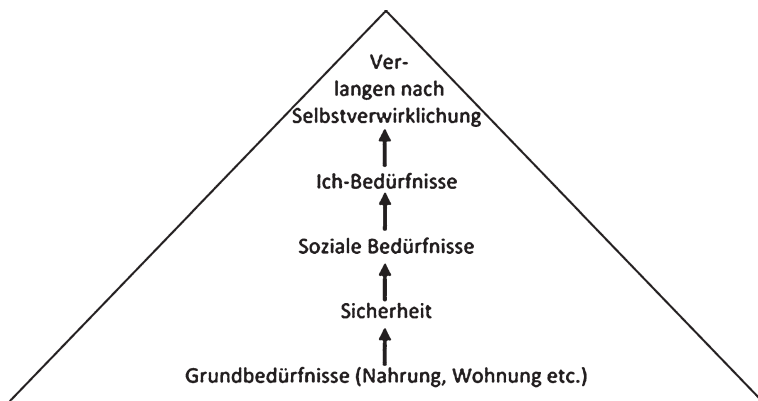 Ver-
langen nach
Selbstverwirklichung
Ich-Bedürfnisse
Soziale Bedürfnisse
Sicherheit
Grundbedürfnisse (Nahrung, Wohnung etc.)